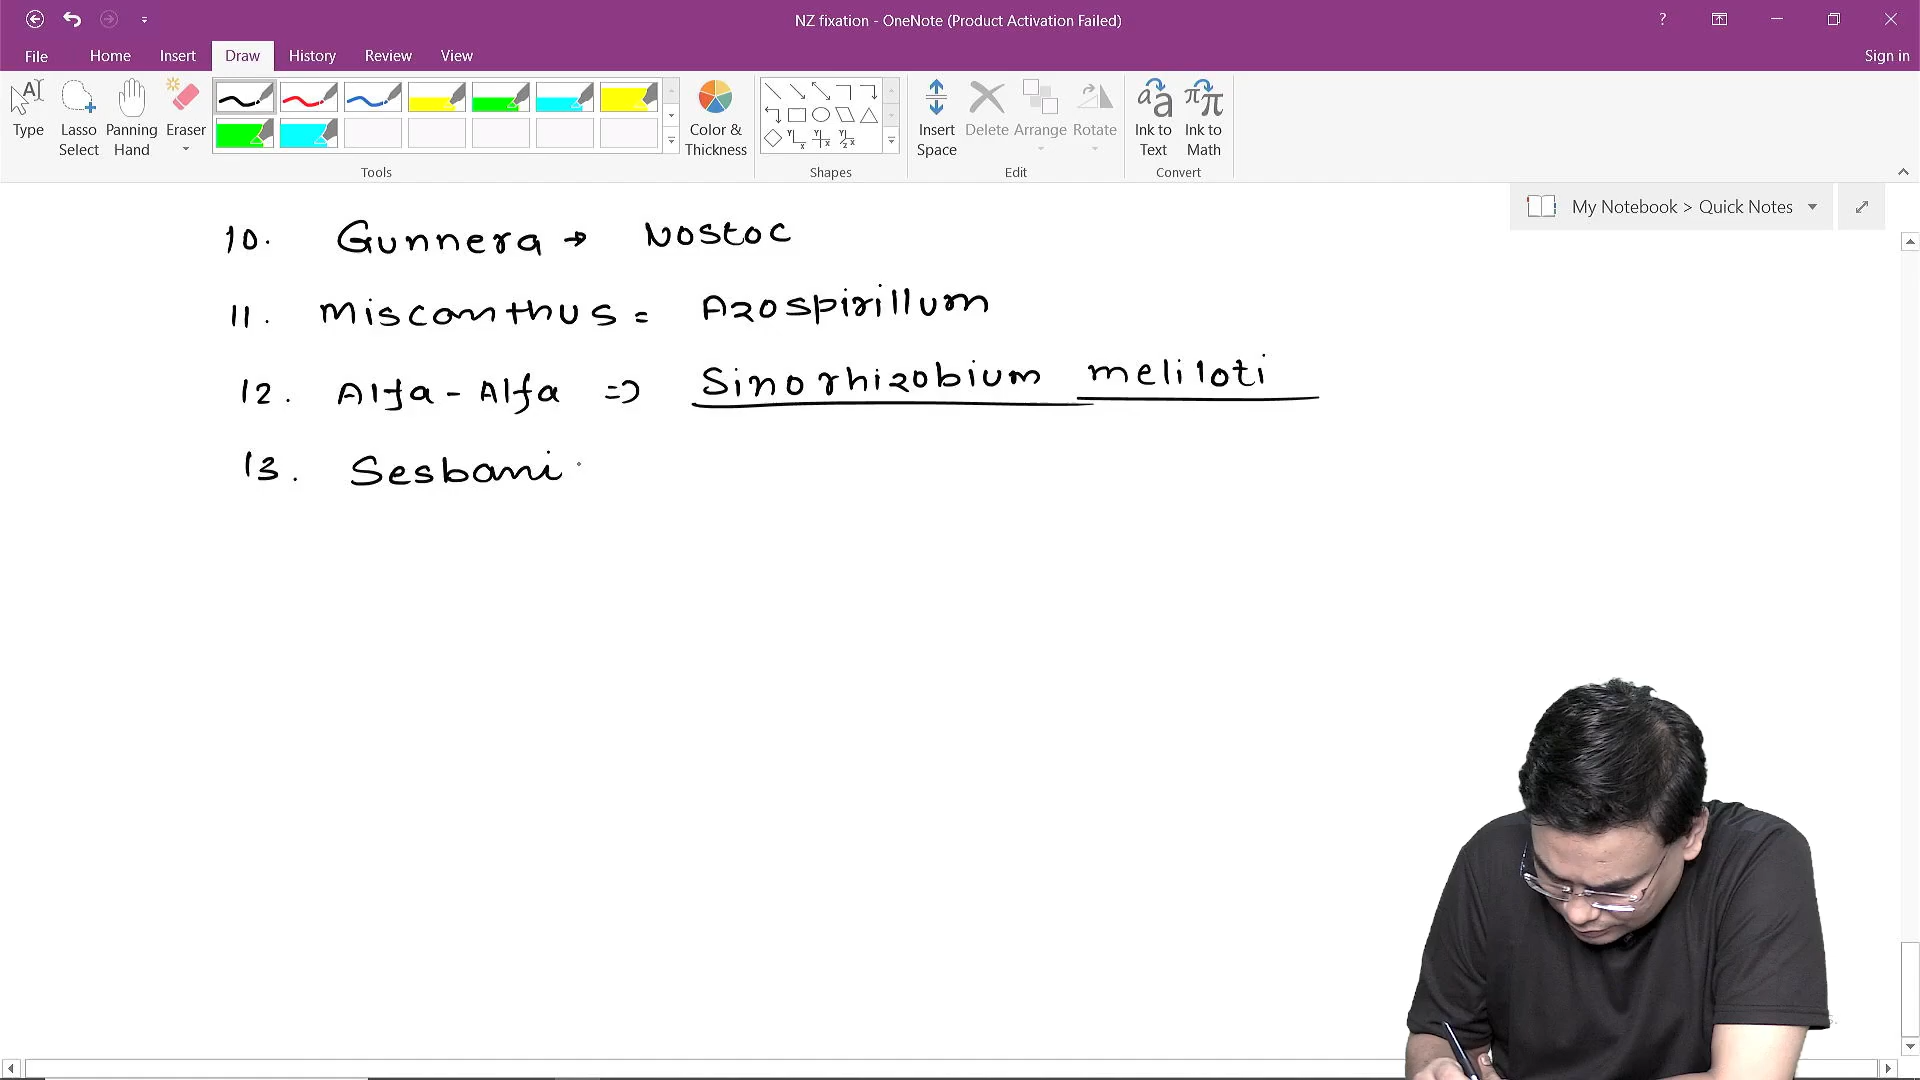 NZ fixation - OneNote (Product Activation Failed)
?
File Home Insert Draw History Review View Sign in
Type Lasso Select Panning Hand Eraser Color & Thickness Insert Space Delete Arrange Rotate Ink to Text Ink to Math
Tools Shapes Edit Convert
My Notebook > Quick Notes
10. Gunnera → Nostoc
11. Miscanthus = Azospirillum
12. Alfa-Alfa => Sinorhizobium meliloti
13. Sesbani